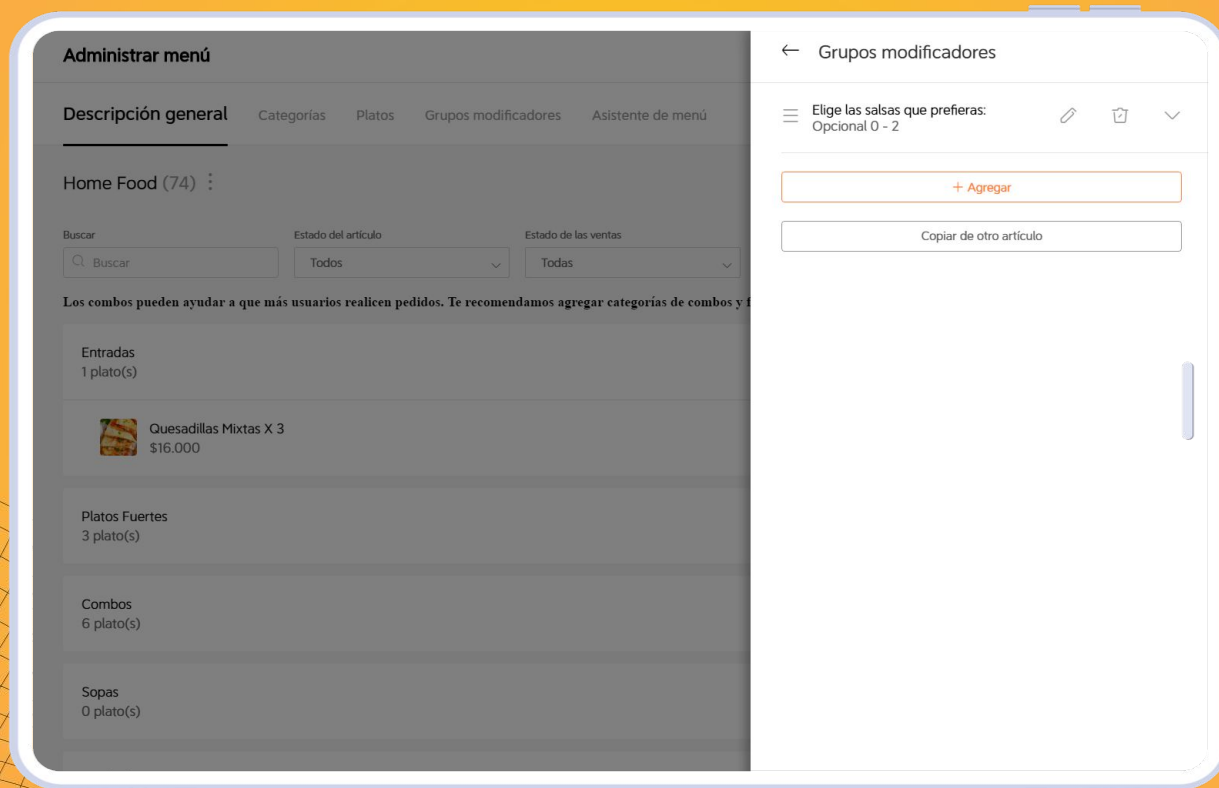 Administrar menú
Descripción general
Categorías
Platos
Grupos modificadores
Asistente de menú
Home Food (74)
Buscar
Estado del artículo
Estado de las ventas
Buscar
Todos
Todas
Los combos pueden ayudar a que más usuarios realicen pedidos. Te recomendamos agregar categorías de combos y
Entradas
1 plato(s)
Quesadillas Mixtas X 3
$16.000
Platos Fuertes
3 plato(s)
Combos
6 plato(s)
Sopas
0 plato(s)
Grupos modificadores
Elige las salsas que prefieras:
Opcional 0 - 2
+ Agregar
Copiar de otro artículo